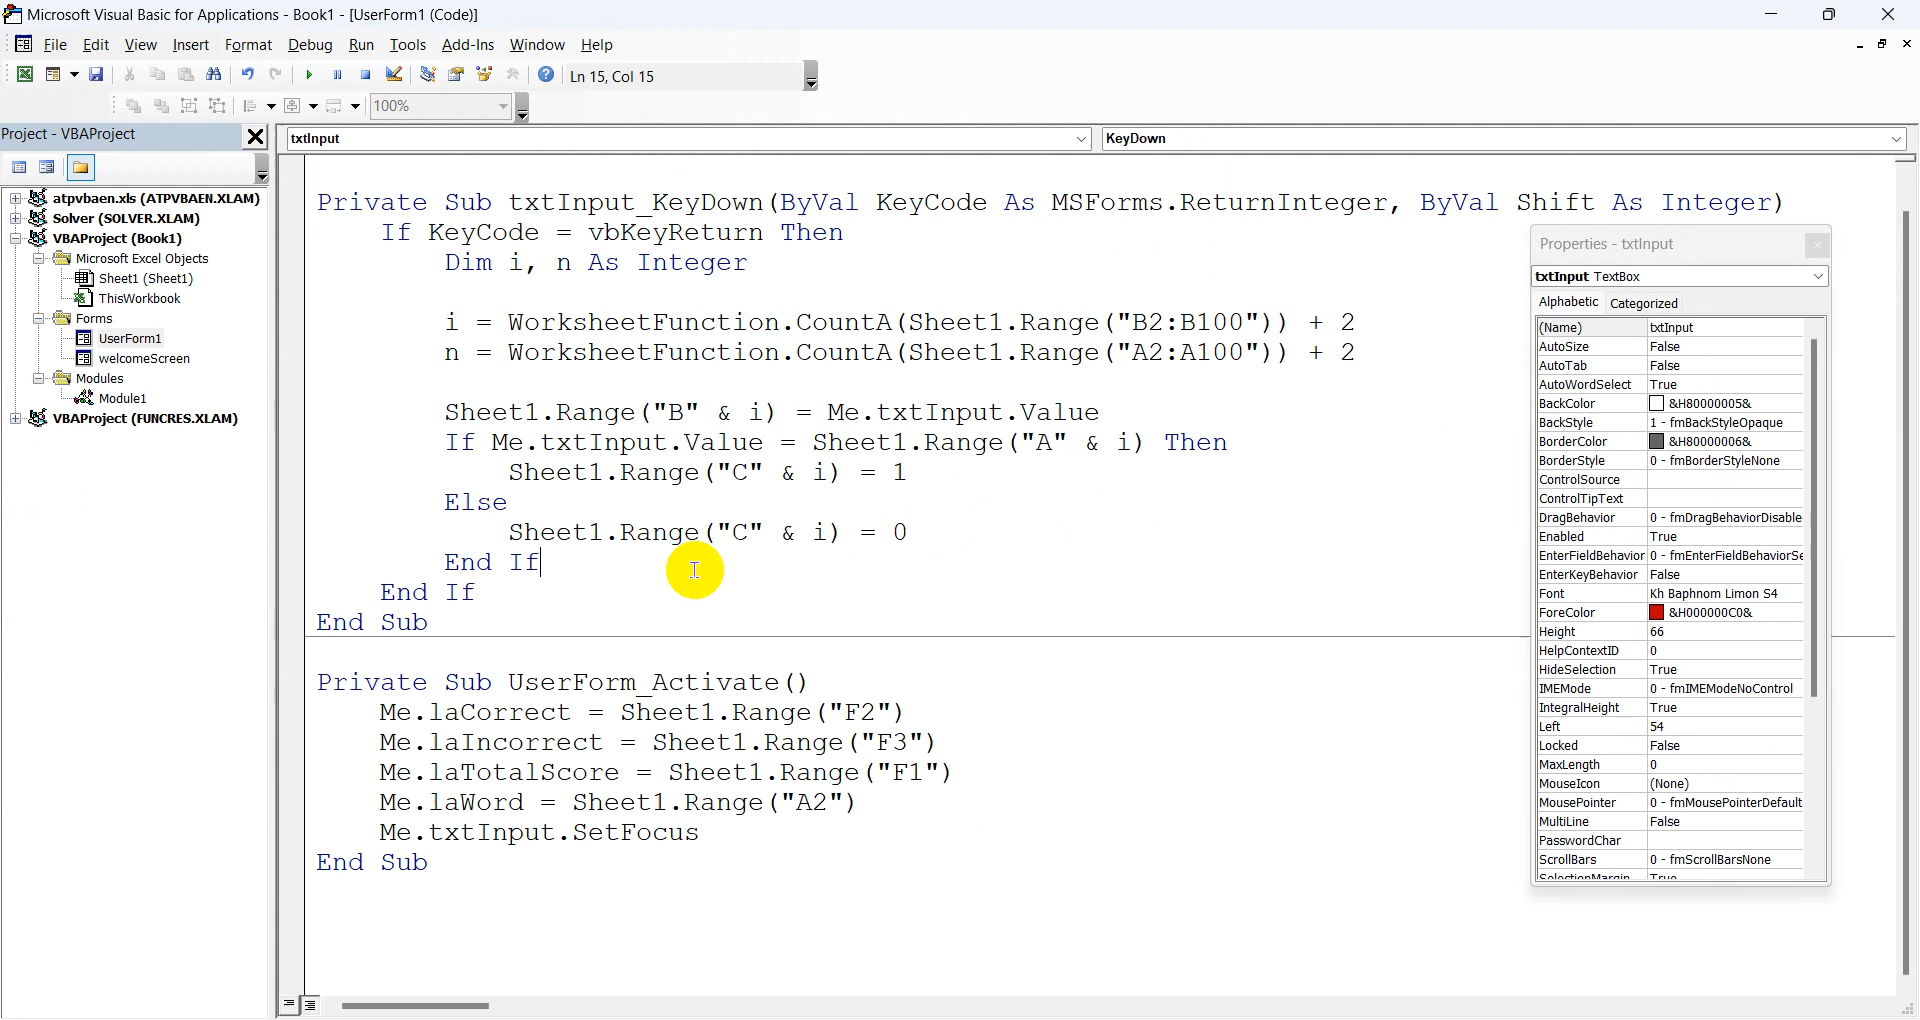 Microsoft Visual Basic for Applications - Book1 - [UserForm1 (Code)]
File Edit View Insert Format Debug Run Tools Add-Ins Window Help
Ln 15, Col 15
100%
Project - VBAProject
txtInput
KeyDown
atpvbaen.xls (ATPVBAEN.XLAM)
Solver (SOLVER.XLAM)
VBAProject (Book1)
Microsoft Excel Objects
Sheet1 (Sheet1)
ThisWorkbook
Forms
UserForm1
welcomeScreen
Modules
Module1
VBAProject (FUNCRES.XLAM)
Private Sub txtInput_KeyDown(ByVal KeyCode As MSForms.ReturnInteger, ByVal Shift As Integer)
If KeyCode = vbKeyReturn Then
Dim i, n As Integer
i = WorksheetFunction.CountA(Sheet1.Range("B2:B100")) + 2
n = WorksheetFunction.CountA(Sheet1.Range("A2:A100")) + 2
Sheet1.Range("B" & i) = Me.txtInput.Value
If Me.txtInput.Value = Sheet1.Range("A" & i) Then
Sheet1.Range("C" & i) = 1
Else
Sheet1.Range("C" & i) = 0
End If
End If
End Sub
Private Sub UserForm_Activate()
Me.laCorrect = Sheet1.Range("F2")
Me.laIncorrect = Sheet1.Range("F3")
Me.laTotalScore = Sheet1.Range("F1")
Me.laWord = Sheet1.Range("A2")
Me.txtInput.SetFocus
End Sub
Properties - txtInput
txtInput TextBox
Alphabetic Categorized
(Name) txtInput
AutoSize False
AutoTab False
AutoWordSelect True
BackColor &H80000005&
BackStyle 1 - fmBackStyleOpaque
BorderColor &H80000006&
BorderStyle 0 - fmBorderStyleNone
ControlSource
ControlTipText
DragBehavior 0 - fmDragBehaviorDisable
Enabled True
EnterFieldBehavior 0 - fmEnterFieldBehaviorSe
EnterKeyBehavior False
Font Kh Baphnom Limon S4
ForeColor &H000000C0&
Height 66
HelpContextID 0
HideSelection True
IMEMode 0 - fmIMEModeNoControl
IntegralHeight True
Left 54
Locked False
MaxLength 0
MouseIcon (None)
MousePointer 0 - fmMousePointerDefault
MultiLine False
PasswordChar
ScrollBars 0 - fmScrollBarsNone
SelectionMargin True